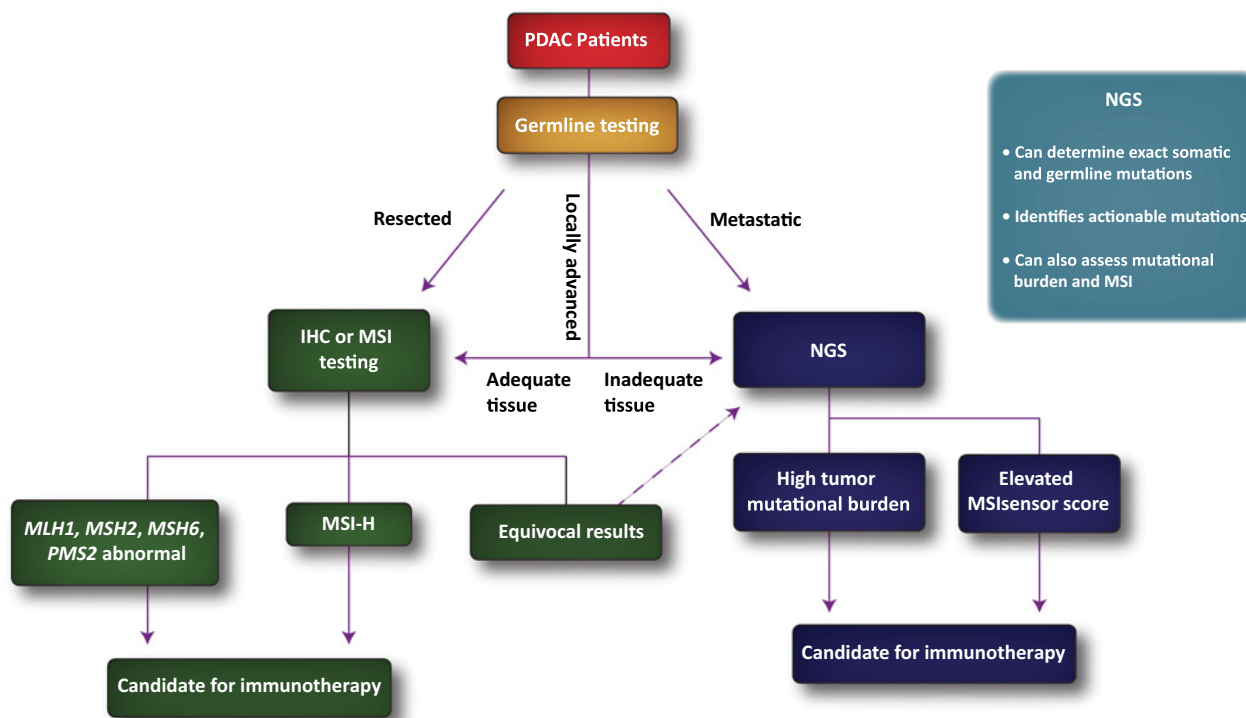 PDAC Patients
Germline testing
Resected
Locally advanced
Metastatic
NGS
• Can determine exact somatic
and germline mutations
• Identifies actionable mutations
• Can also assess mutational
burden and MSI
IHC or MSI
testing
Adequate
tissue
Inadequate
tissue
NGS
MLH1, MSH2, MSH6,
PMS2 abnormal
MSI-H
Equivocal results
High tumor
mutational burden
Elevated
MSIsensor score
Candidate for immunotherapy
Candidate for immunotherapy